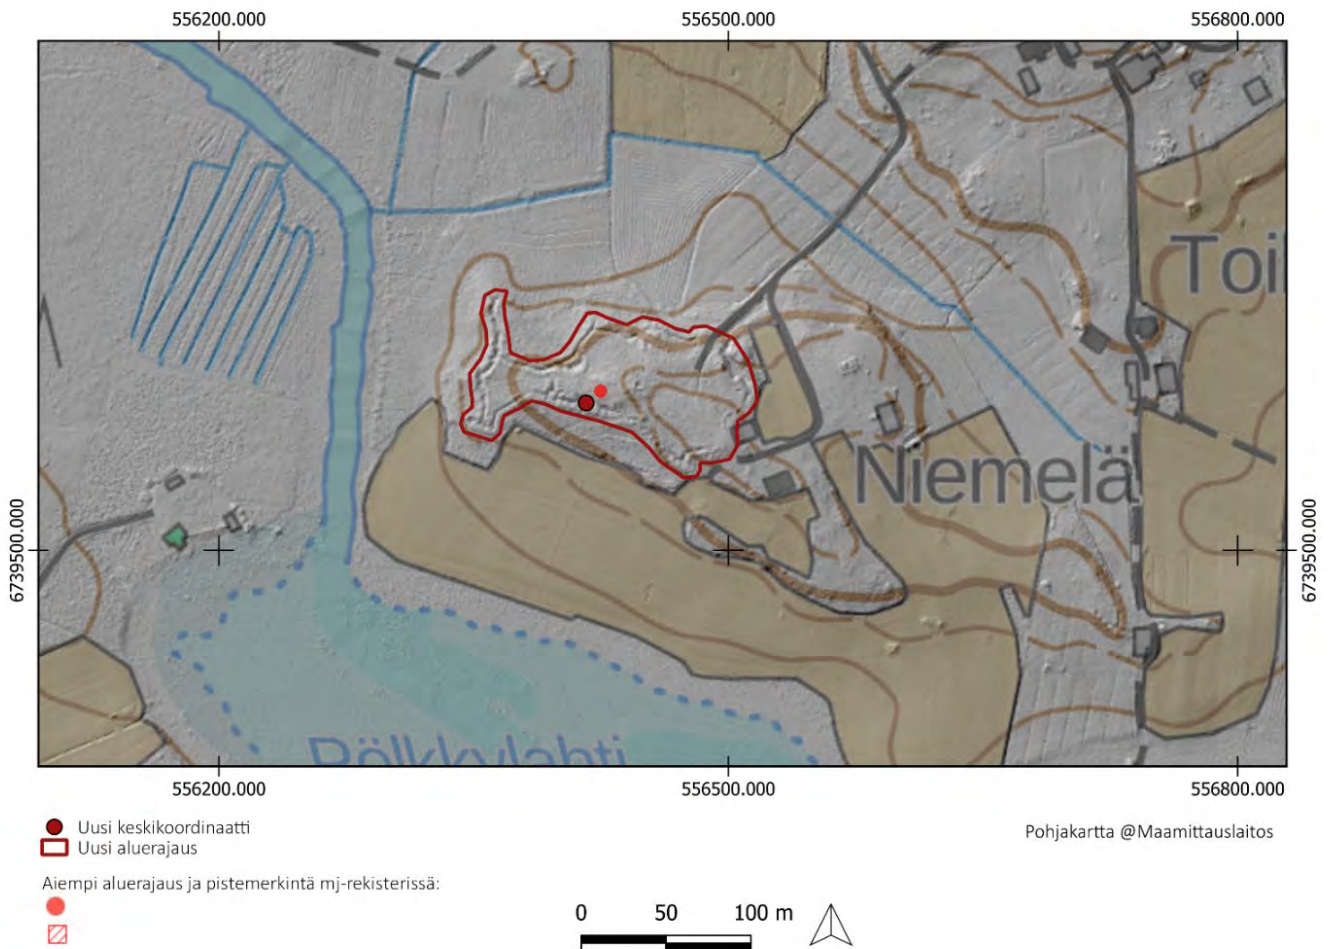 556200.000 556500.000 556800.000
Toi
Niemelä
6739500.000 6739500.000
Pölkkylahti
556200.000 556500.000 556800.000
Uusi keskikoordinaatti
Uusi aluerajaus
Pohjakartta @Maamittauslaitos
Aiempi aluerajaus ja pistemerkintä mj-rekisterissä:
0 50 100 m